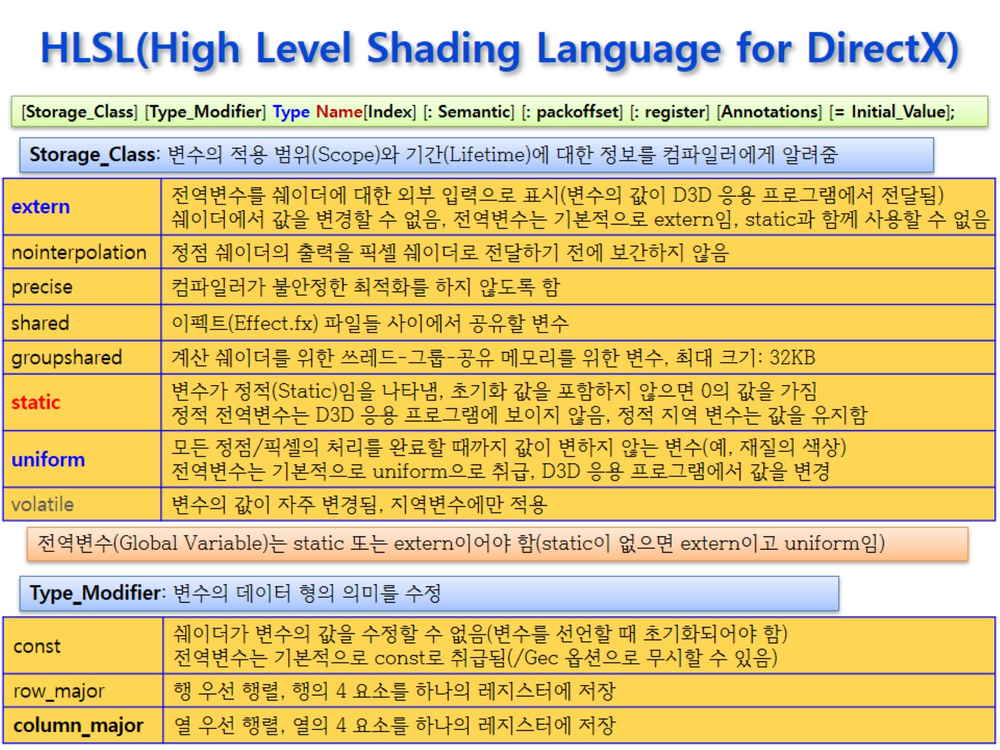 HLSL(High Level Shading Language for DirectX)
[Storage_Class] [Type_Modifier] Type Name[Index] [: Semantic] [: packoffset] [: register] [Annotations] [= Initial_Value];
Storage_Class: 변수의 적용 범위(Scope)와 기간(Lifetime)에 대한 정보를 컴파일러에게 알려줌
extern
전역변수를 쉐이더에 대한 외부 입력으로 표시(변수의 값이 D3D 응용 프로그램에서 전달됨)
쉐이더에서 값을 변경할 수 없음, 전역변수는 기본적으로 extern임, static과 함께 사용할 수 없음
nointerpolation
정점 쉐이더의 출력을 픽셀 쉐이더로 전달하기 전에 보간하지 않음
precise
컴파일러가 불안정한 최적화를 하지 않도록 함
shared
이펙트(Effect.fx) 파일들 사이에서 공유할 변수
groupshared
계산 쉐이더를 위한 쓰레드-그룹-공유 메모리를 위한 변수, 최대 크기: 32KB
static
변수가 정적(Static)임을 나타냄, 초기화 값을 포함하지 않으면 0의 값을 가짐
정적 전역변수는 D3D 응용 프로그램에 보이지 않음, 정적 지역 변수는 값을 유지함
uniform
모든 정점/픽셀의 처리를 완료할 때까지 값이 변하지 않는 변수(예, 재질의 색상)
전역변수는 기본적으로 uniform으로 취급, D3D 응용 프로그램에서 값을 변경
volatile
변수의 값이 자주 변경됨, 지역변수에만 적용
전역변수(Global Variable)는 static 또는 extern이어야 함(static이 없으면 extern이고 uniform임)
Type_Modifier: 변수의 데이터 형의 의미를 수정
const
쉐이더가 변수의 값을 수정할 수 없음(변수를 선언할 때 초기화되어야 함)
전역변수는 기본적으로 const로 취급됨(/Gec 옵션으로 무시할 수 있음)
row_major
행 우선 행렬, 행의 4 요소를 하나의 레지스터에 저장
column_major
열 우선 행렬, 열의 4 요소를 하나의 레지스터에 저장